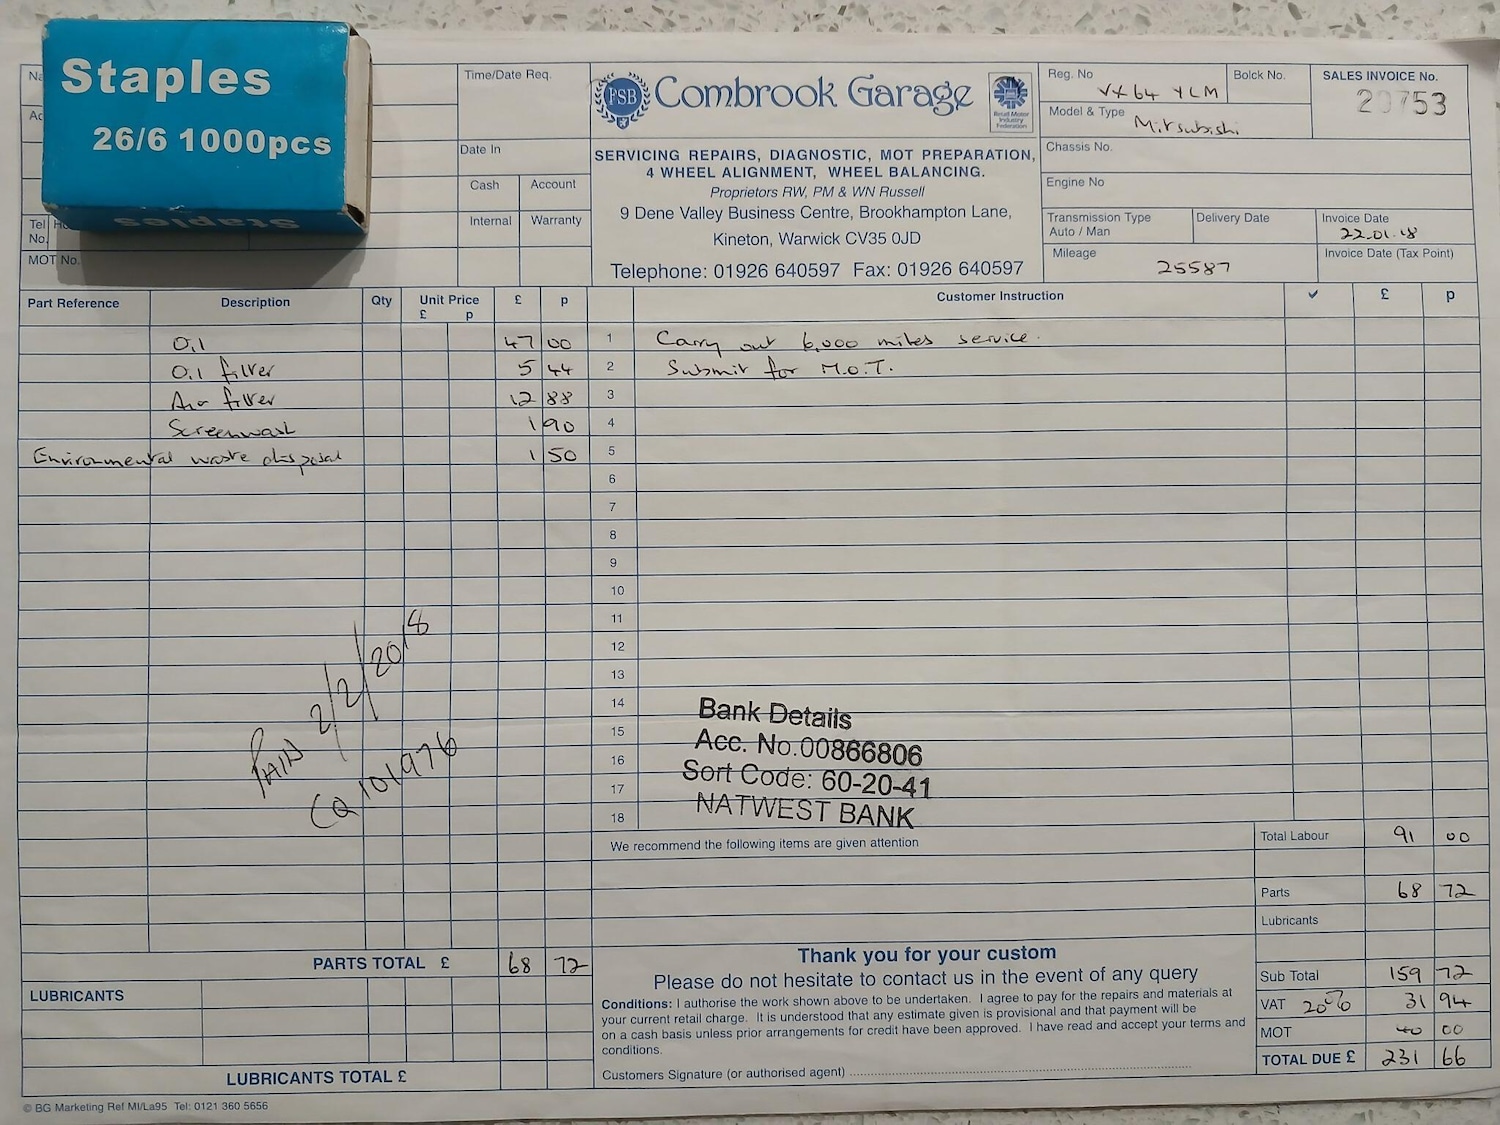 Staples
26/6 1000pcs
Staples
Na
Ad
Tel
No.
MOT No.
Time/Date Req.
Date In
Cash Account
Internal Warranty
FSB
Combrook Garage
Retail Motor
Industry
Federation
SERVICING REPAIRS, DIAGNOSTIC, MOT PREPARATION,
4 WHEEL ALIGNMENT, WHEEL BALANCING.
Proprietors RW, PM & WN Russell
9 Dene Valley Business Centre, Brookhampton Lane,
Kineton, Warwick CV35 0JD
Telephone: 01926 640597 Fax: 01926 640597
Reg. No VX64 YLM
Bolck No.
SALES INVOICE No.
20753
Model & Type Mitsubishi
Chassis No.
Engine No
Transmission Type
Auto / Man
Delivery Date
Invoice Date
22.01.18
Mileage 25587
Invoice Date (Tax Point)
Part Reference Description Qty Unit Price £ p £ p
Oil 47 00
Oil filter 5 44
Air filter 12 88
Screenwash 1 90
Environmental waste disposal 1 50
PAID 2/2/2018
CQ 101976
PARTS TOTAL £ 68 72
LUBRICANTS
LUBRICANTS TOTAL £
Customer Instruction ✓ £ p
1 Carry out 6,000 miles service.
2 Submit for M.O.T.
3
4
5
6
7
8
9
10
11
12
13
14
15
16
17
18
Bank Details
Acc. No.00866806
Sort Code: 60-20-41
NATWEST BANK
We recommend the following items are given attention
Total Labour 91 00
Parts 68 72
Lubricants
Sub Total 159 72
VAT 20% 31 94
MOT 40 00
TOTAL DUE £ 231 66
Thank you for your custom
Please do not hesitate to contact us in the event of any query
Conditions: I authorise the work shown above to be undertaken. I agree to pay for the repairs and materials at
your current retail charge. It is understood that any estimate given is provisional and that payment will be
on a cash basis unless prior arrangements for credit have been approved. I have read and accept your terms and
conditions.
Customers Signature (or authorised agent)
© BG Marketing Ref MI/La95 Tel: 0121 360 5656